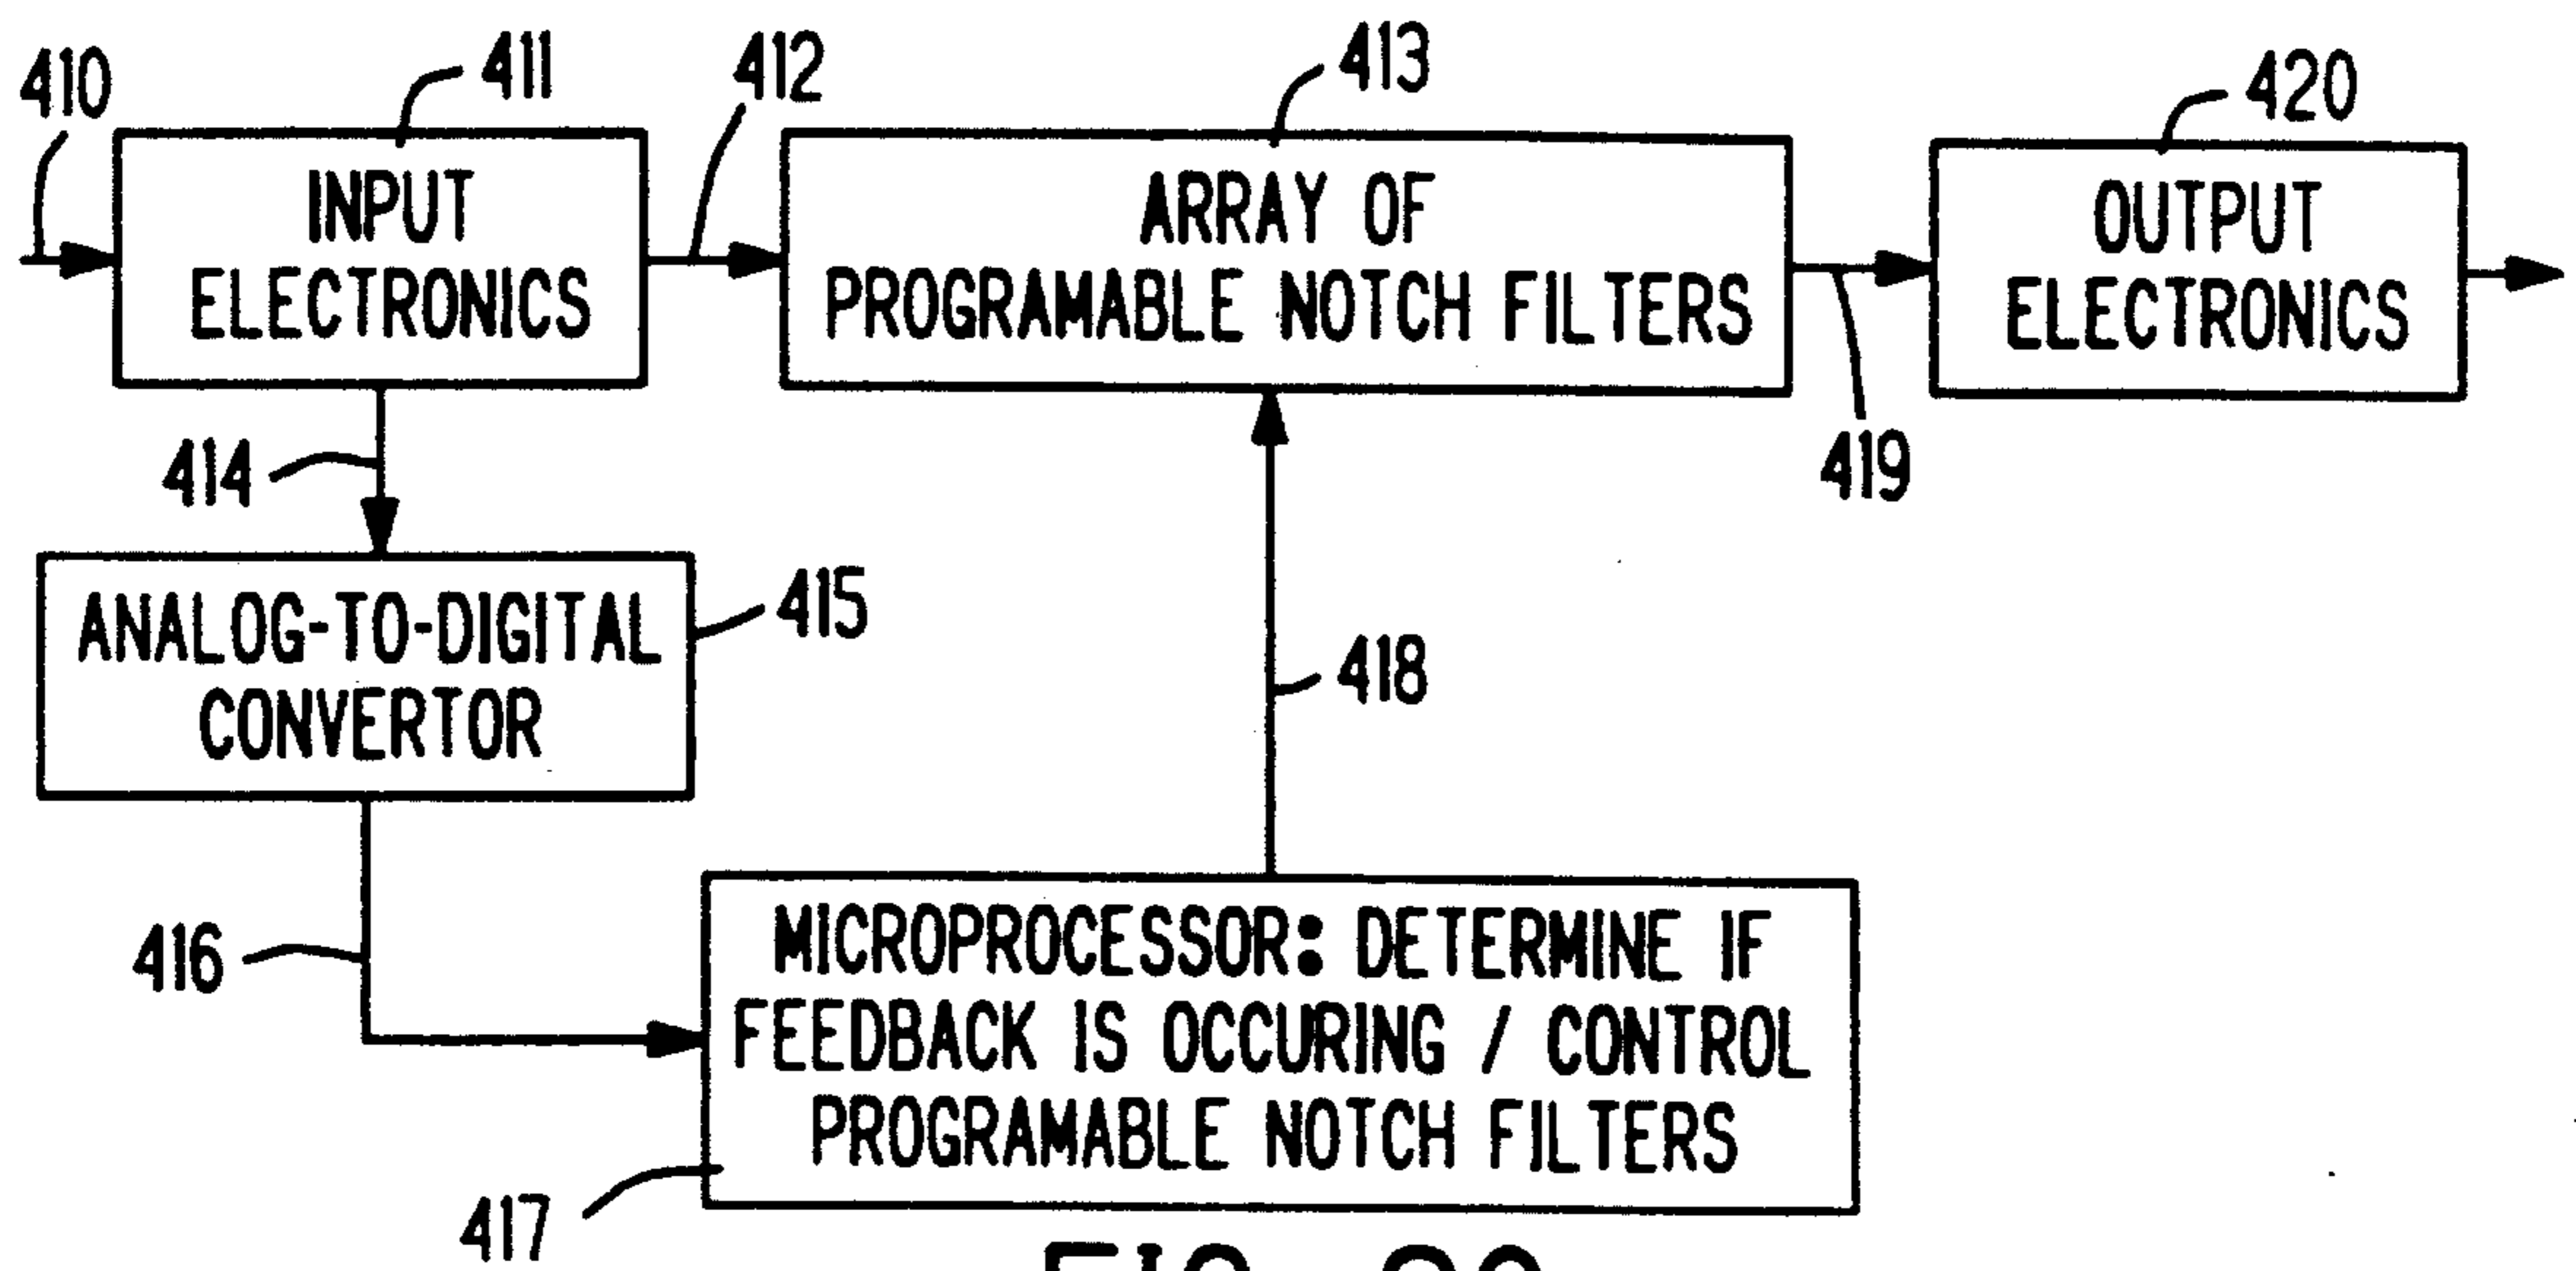 410
411
412
413
420
INPUT
ELECTRONICS
ARRAY OF
PROGRAMABLE NOTCH FILTERS
OUTPUT
ELECTRONICS
414
419
ANALOG-TO-DIGITAL
CONVERTOR
415
418
416
MICROPROCESSOR: DETERMINE IF
FEEDBACK IS OCCURING / CONTROL
PROGRAMABLE NOTCH FILTERS
417